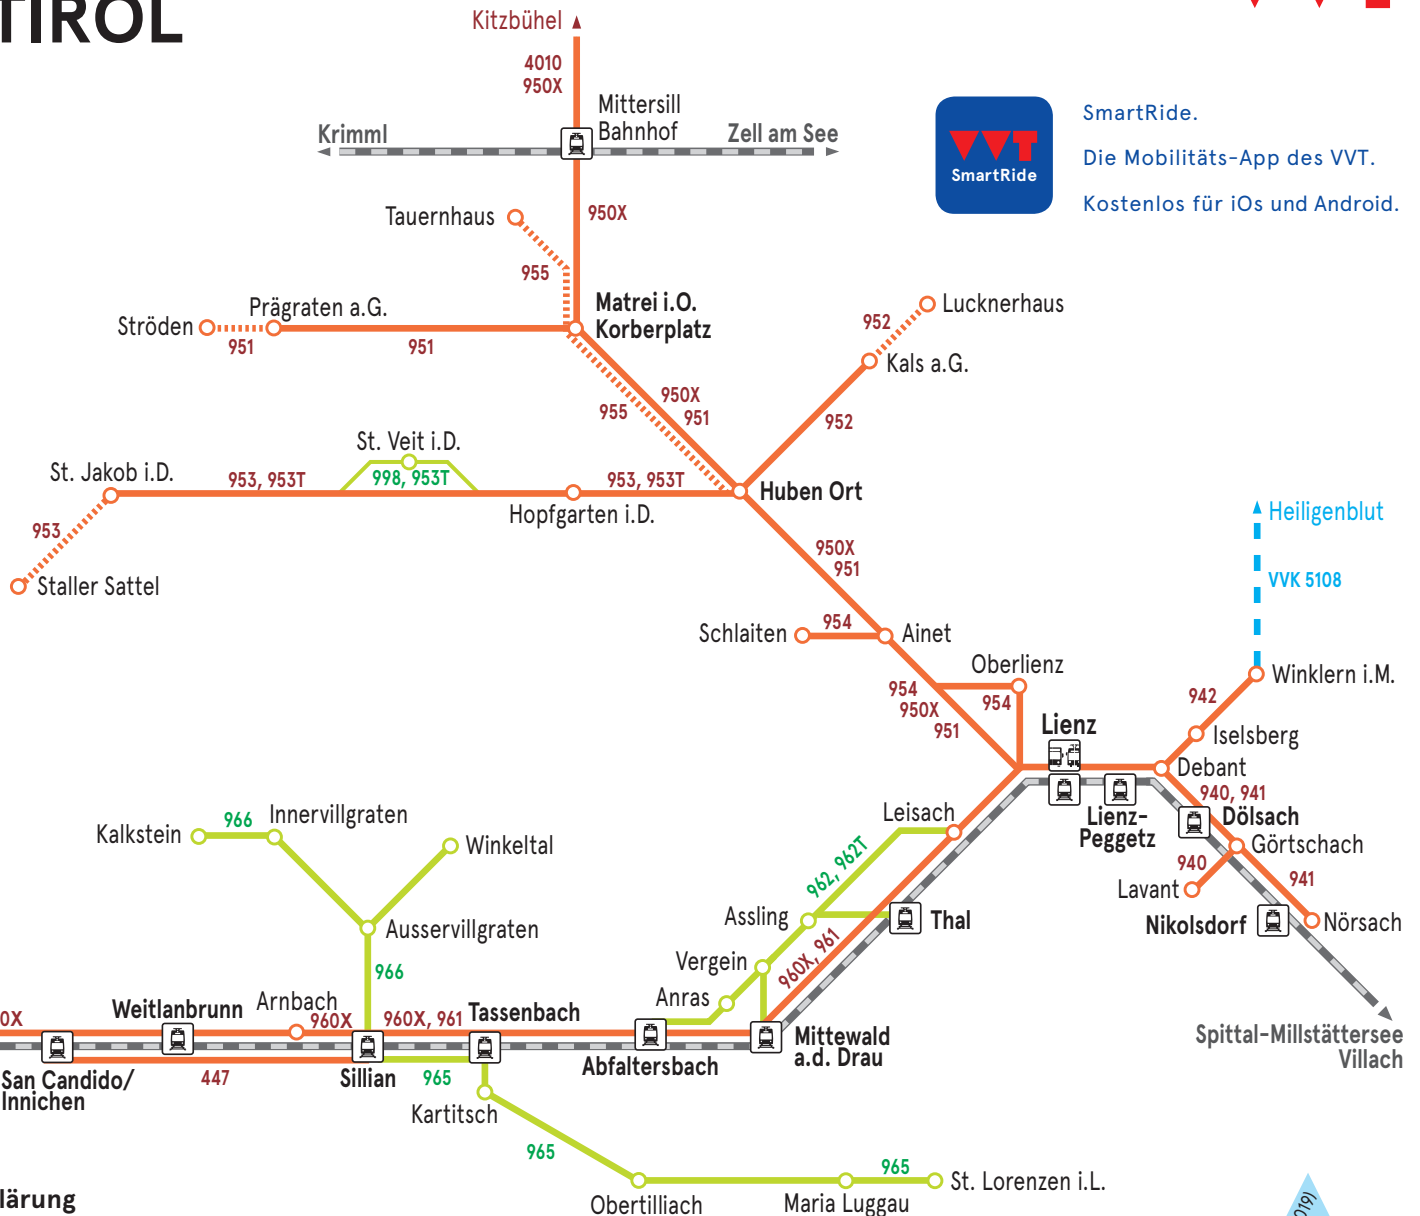 TIROL
Kitzbühel
4010
950X
Mittersill
Bahnhof
Krimml
Zell am See
VVT
SmartRide
SmartRide.
Die Mobilitäts-App des VVT.
Kostenlos für iOs und Android.
Tauernhaus
950X
955
Matrei i.O.
Korberplatz
Prägraten a.G.
Ströden
951
951
Lucknerhaus
952
Kals a.G.
952
950X
951
955
St. Veit i.D.
998, 953T
St. Jakob i.D.
953, 953T
953, 953T
Huben Ort
Hopfgarten i.D.
953
Staller Sattel
Heiligenblut
VVK 5108
950X
951
Schlaiten
954
Ainet
Oberlienz
954
954
950X
951
Winklern i.M.
942
Iselsberg
Lienz
Debant
940, 941
Lienz-
Peggetz
Dölsach
Görtschach
940
941
Lavant
Nikolsdorf
Nörsach
Leisach
962, 962T
Innervillgraten
966
Kalkstein
Winkeltal
Assling
Thal
Ausservillgraten
Vergein
960X, 961
966
Anras
Arnbach
Weitlanbrunn
Tassenbach
0X
960X
960X, 961
Mittewald
a.d. Drau
Spittal-Millstättersee
Villach
Abfaltersbach
San Candido/
Innichen
447
Sillian
965
Kartitsch
965
965
St. Lorenzen i.L.
Obertilliach
Maria Luggau
lärung
019)